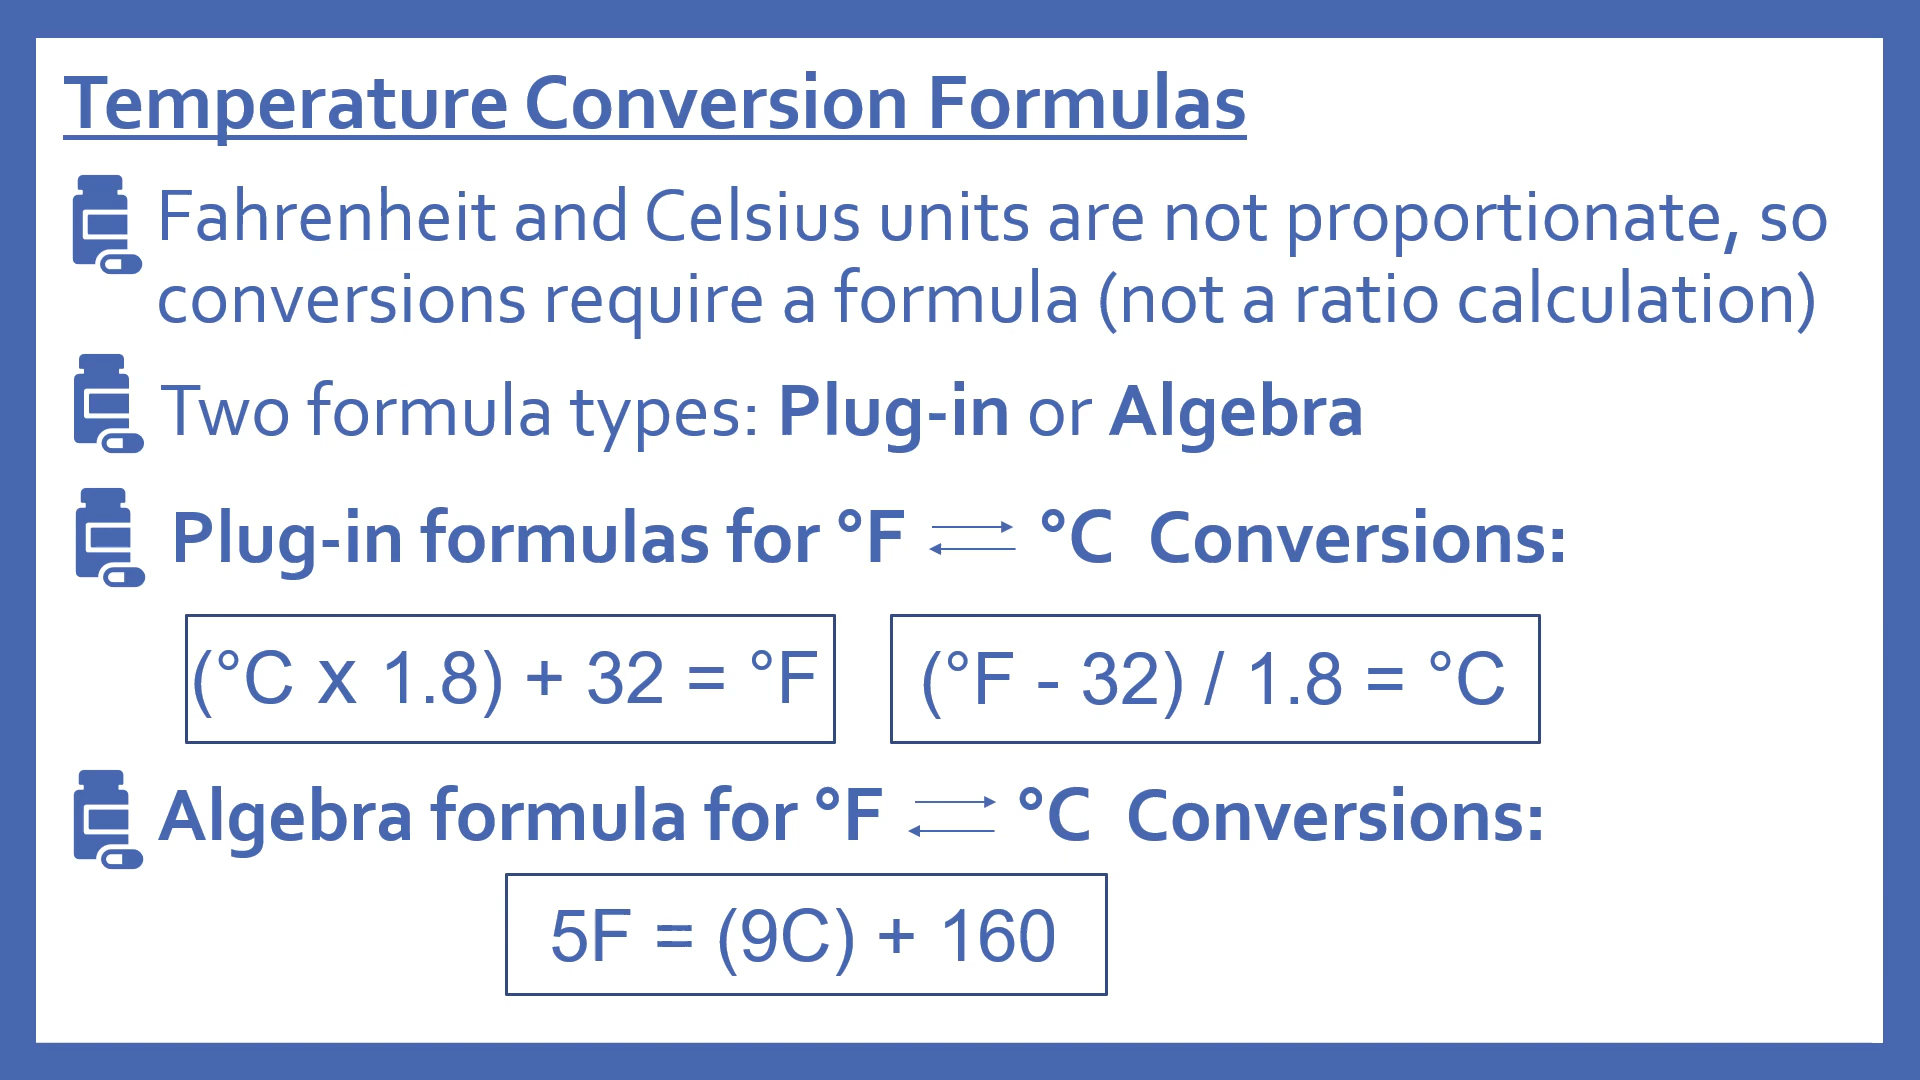 Temperature Conversion Formulas
Fahrenheit and Celsius units are not proportionate, so
conversions require a formula (not a ratio calculation)
Two formula types: Plug-in or Algebra
Plug-in formulas for °F ⇄ °C Conversions:
(°C x 1.8) + 32 = °F
(°F - 32) / 1.8 = °C
Algebra formula for °F ⇄ °C Conversions:
5F = (9C) + 160